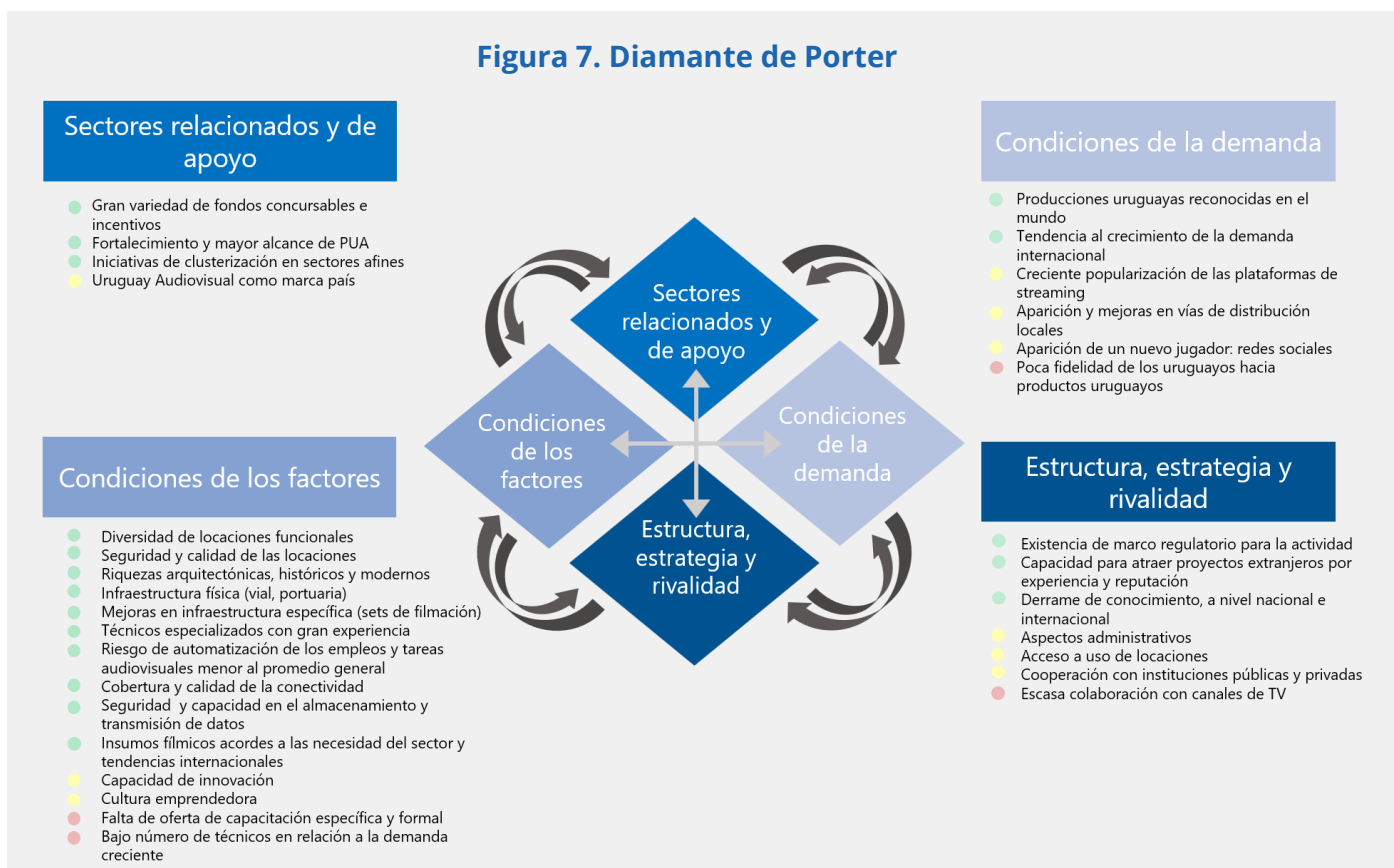 Figura 7. Diamante de Porter
Sectores relacionados y de
apoyo
Gran variedad de fondos concursables e
incentivos
Fortalecimiento y mayor alcance de PUA
Iniciativas de clusterización en sectores afines
Uruguay Audiovisual como marca país
Condiciones de la demanda
Producciones uruguayas reconocidas en el
mundo
Tendencia al crecimiento de la demanda
internacional
Creciente popularización de las plataformas de
streaming
Aparición y mejoras en vías de distribución
locales
Aparición de un nuevo jugador: redes sociales
Poca fidelidad de los uruguayos hacia
productos uruguayos
Sectores
relacionados y
de apoyo
Condiciones
de los
factores
Condiciones
de la
demanda
Estructura,
estrategia y
rivalidad
Condiciones de los factores
Diversidad de locaciones funcionales
Seguridad y calidad de las locaciones
Riquezas arquitectónicas, históricos y modernos
Infraestructura física (vial, portuaria)
Mejoras en infraestructura específica (sets de filmación)
Técnicos especializados con gran experiencia
Riesgo de automatización de los empleos y tareas
audiovisuales menor al promedio general
Cobertura y calidad de la conectividad
Seguridad  y capacidad en el almacenamiento y
transmisión de datos
Insumos fílmicos acordes a las necesidad del sector y
tendencias internacionales
Capacidad de innovación
Cultura emprendedora
Falta de oferta de capacitación específica y formal
Bajo número de técnicos en relación a la demanda
creciente
Estructura, estrategia y
rivalidad
Existencia de marco regulatorio para la actividad
Capacidad para atraer proyectos extranjeros por
experiencia y reputación
Derrame de conocimiento, a nivel nacional e
internacional
Aspectos administrativos
Acceso a uso de locaciones
Cooperación con instituciones públicas y privadas
Escasa colaboración con canales de TV